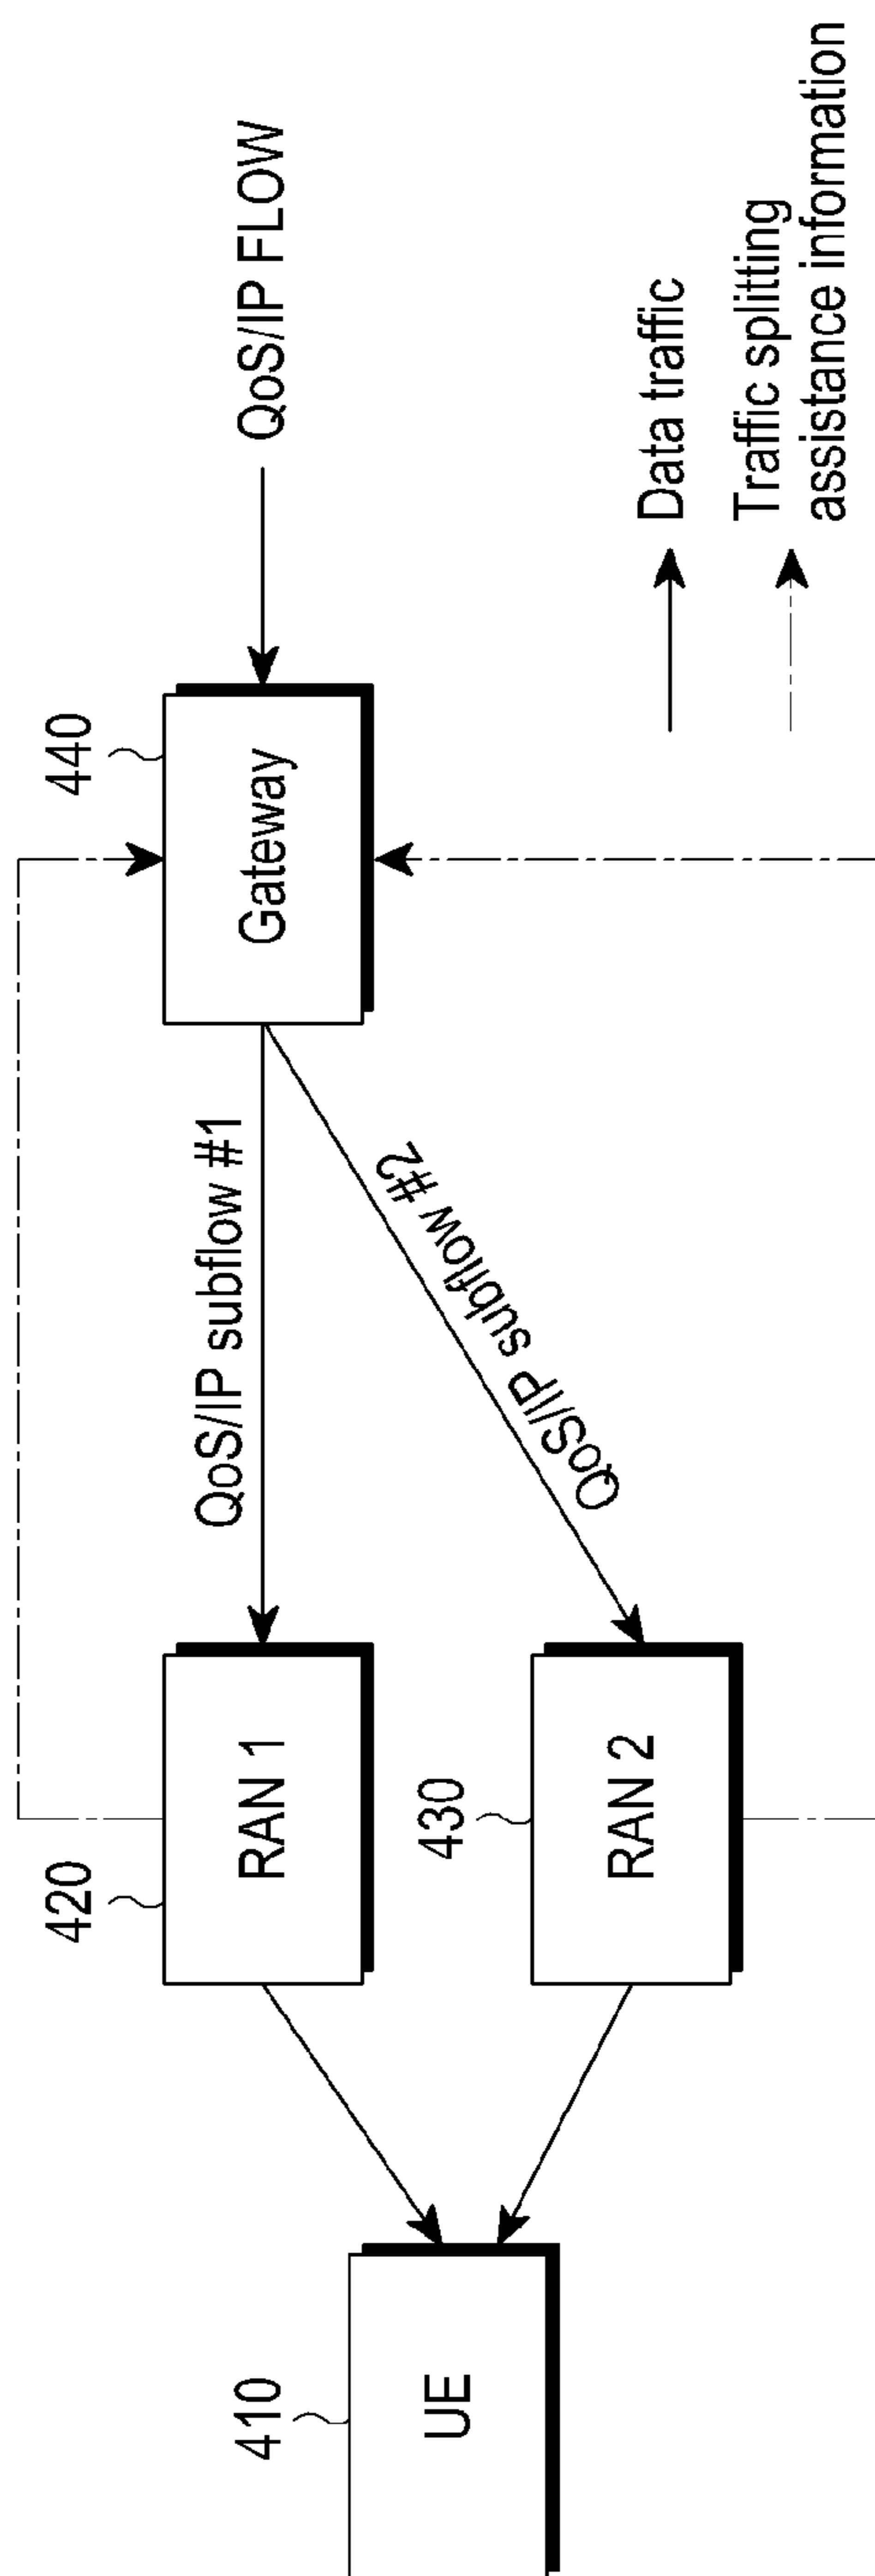 420
440
RAN 1
QoS/IP subflow #1
Gateway
QoS/IP FLOW
410
UE
430
RAN 2
QoS/IP subflow #2
Data traffic
Traffic splitting
assistance information